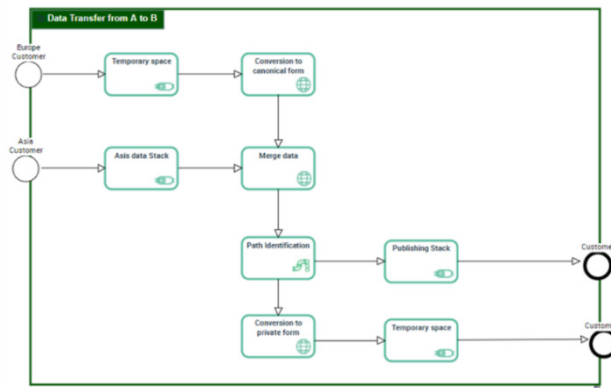 Data Transfer from A to B
Europe
Customer
Temporary space
Conversion to
canonical form
Asia
Customer
Asis data Stack
Merge data
Path Identification
Publishing Stack
Custome
Conversion to
private form
Temporary space
Custome